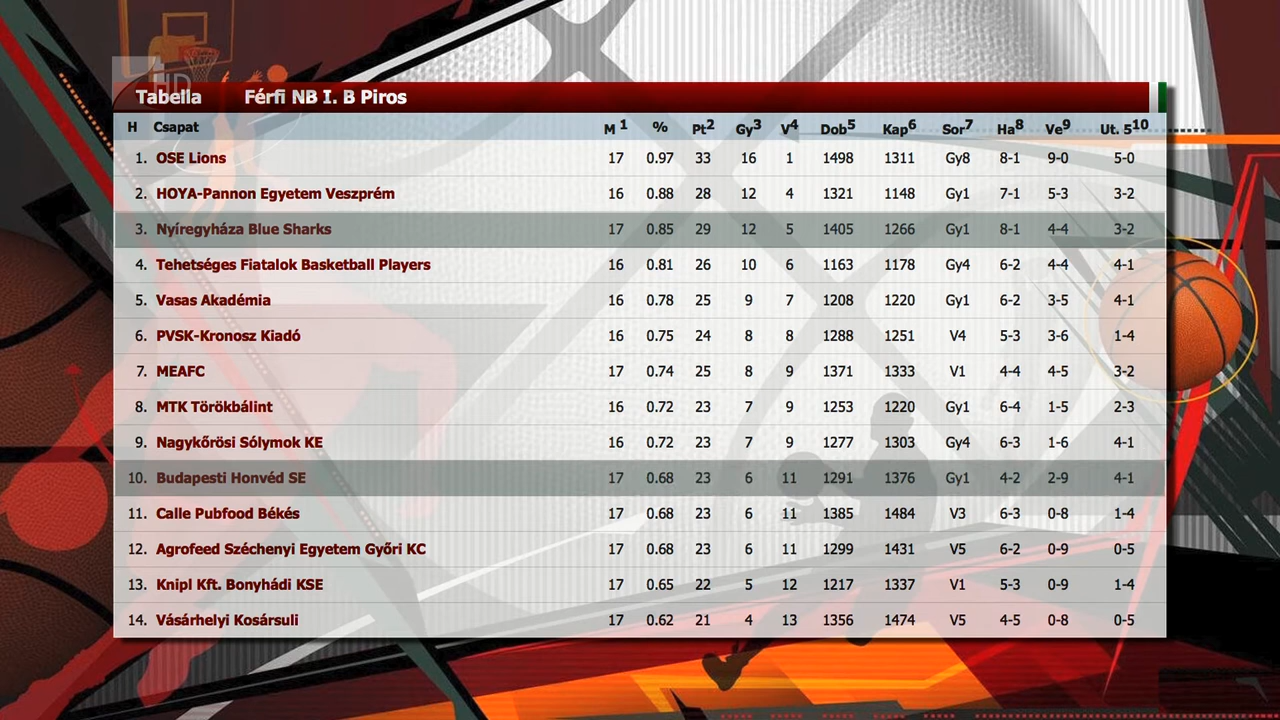 HD
Tabella Férfi NB I. B Piros
H Csapat M 1 % Pt2 Gy3 V4 Dob5 Kap6 Sor7 Ha8 Ve9 Ut. 510
1. OSE Lions 17 0.97 33 16 1 1498 1311 Gy8 8-1 9-0 5-0
2. HOYA-Pannon Egyetem Veszprém 16 0.88 28 12 4 1321 1148 Gy1 7-1 5-3 3-2
3. Nyíregyháza Blue Sharks 17 0.85 29 12 5 1405 1266 Gy1 8-1 4-4 3-2
4. Tehetséges Fiatalok Basketball Players 16 0.81 26 10 6 1163 1178 Gy4 6-2 4-4 4-1
5. Vasas Akadémia 16 0.78 25 9 7 1208 1220 Gy1 6-2 3-5 4-1
6. PVSK-Kronosz Kiadó 16 0.75 24 8 8 1288 1251 V4 5-3 3-6 1-4
7. MEAFC 17 0.74 25 8 9 1371 1333 V1 4-4 4-5 3-2
8. MTK Törökbálint 16 0.72 23 7 9 1253 1220 Gy1 6-4 1-5 2-3
9. Nagykőrösi Sólymok KE 16 0.72 23 7 9 1277 1303 Gy4 6-3 1-6 4-1
10. Budapesti Honvéd SE 17 0.68 23 6 11 1291 1376 Gy1 4-2 2-9 4-1
11. Calle Pubfood Békés 17 0.68 23 6 11 1385 1484 V3 6-3 0-8 1-4
12. Agrofeed Széchenyi Egyetem Győri KC 17 0.68 23 6 11 1299 1431 V5 6-2 0-9 0-5
13. Knipl Kft. Bonyhádi KSE 17 0.65 22 5 12 1217 1337 V1 5-3 0-9 1-4
14. Vásárhelyi Kosársuli 17 0.62 21 4 13 1356 1474 V5 4-5 0-8 0-5